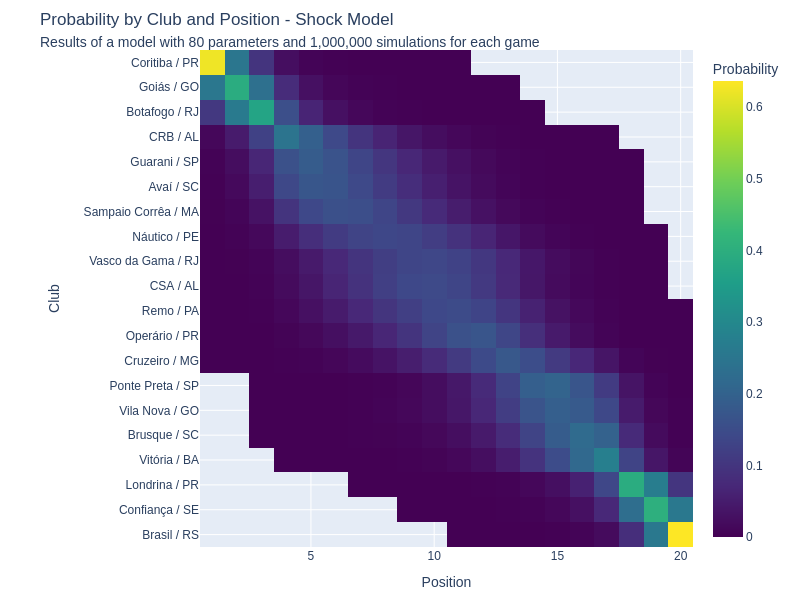 Probability by Club and Position - Shock Model
Results of a model with 80 parameters and 1,000,000 simulations for each game
Coritiba / PR
Goiás / GO
Botafogo / RJ
CRB / AL
Guarani / SP
Avaí / SC
Sampaio Corrêa / MA
Náutico / PE
Vasco da Gama / RJ
CSA / AL
Remo / PA
Operário / PR
Cruzeiro / MG
Ponte Preta / SP
Vila Nova / GO
Brusque / SC
Vitória / BA
Londrina / PR
Confiança / SE
Brasil / RS
Club
5 10 15 20
Position
Probability
0.6
0.5
0.4
0.3
0.2
0.1
0